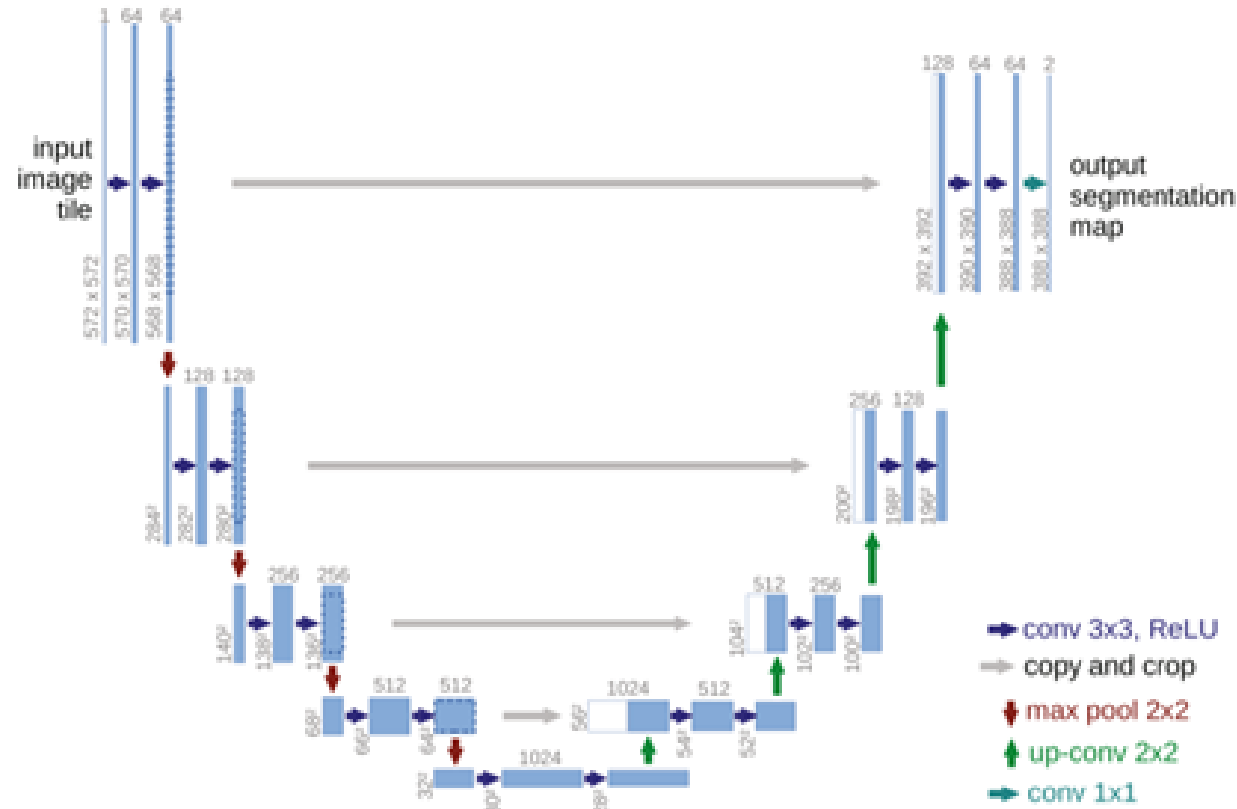 1
64
64
input
image
tile
572 x 572
570 x 570
568 x 568
128
64
64
2
output
segmentation
map
392 x 392
390 x 390
388 x 388
388 x 388
128
128
284²
282²
280²
256
128
200²
198²
196²
256
256
140²
138²
136²
512
256
104²
102²
100²
512
512
68²
66²
64²
1024
512
56²
54²
52²
1024
32²
conv 3x3, ReLU
copy and crop
max pool 2x2
up-conv 2x2
conv 1x1